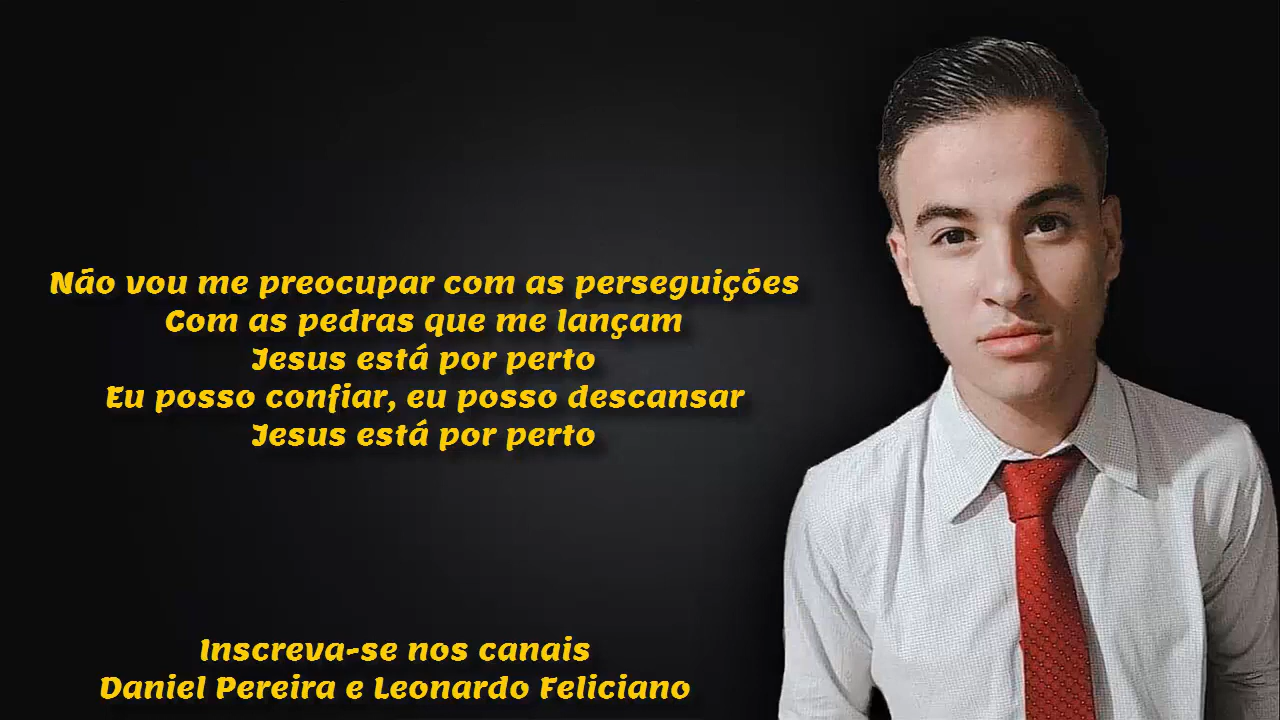 Não vou me preocupar com as perseguições
Com as pedras que me lançam
Jesus está por perto
Eu posso confiar, eu posso descansar
Jesus está por perto
Inscreva-se nos canais
Daniel Pereira e Leonardo Feliciano